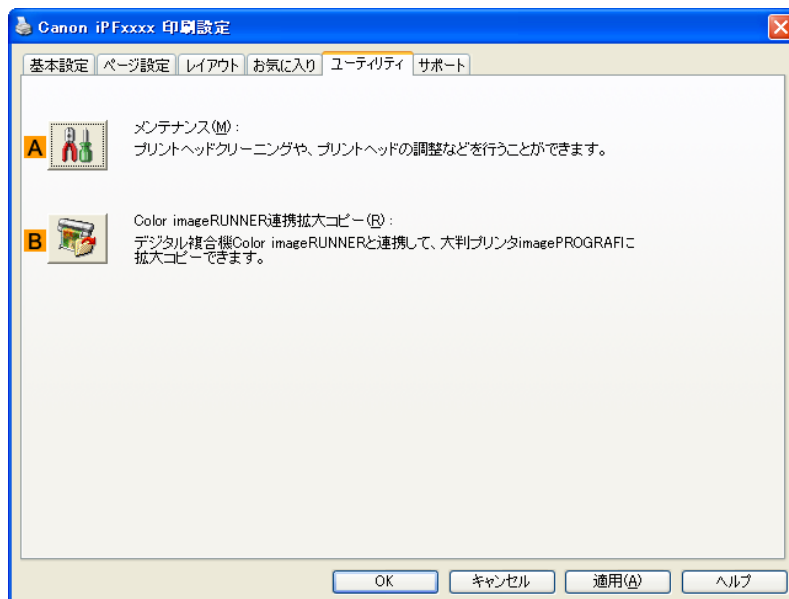 Canon iPFxxxx 印刷設定
基本設定 ページ設定 レイアウト お気に入り ユーティリティ サポート
A
メンテナンス(M) :
プリントヘッドクリーニングや、プリントヘッドの調整などを行うことができます。
B
Color imageRUNNER連携拡大コピー(R) :
デジタル複合機Color imageRUNNERと連携して、大判プリンタimagePROGRAFに
拡大コピーできます。
OK キャンセル 適用(A) ヘルプ